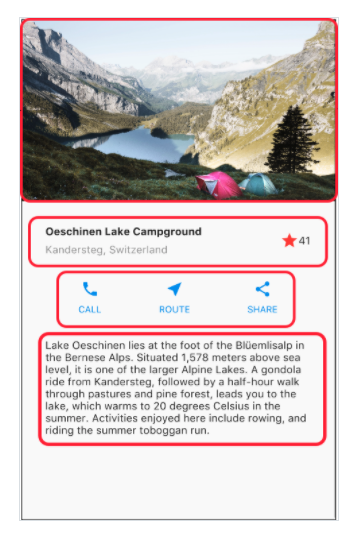 Oeschinen Lake Campground
Kandersteg, Switzerland
41
CALL
ROUTE
SHARE
Lake Oeschinen lies at the foot of the Blüemlisalp in
the Bernese Alps. Situated 1,578 meters above sea
level, it is one of the larger Alpine Lakes. A gondola
ride from Kandersteg, followed by a half-hour walk
through pastures and pine forest, leads you to the
lake, which warms to 20 degrees Celsius in the
summer. Activities enjoyed here include rowing, and
riding the summer toboggan run.